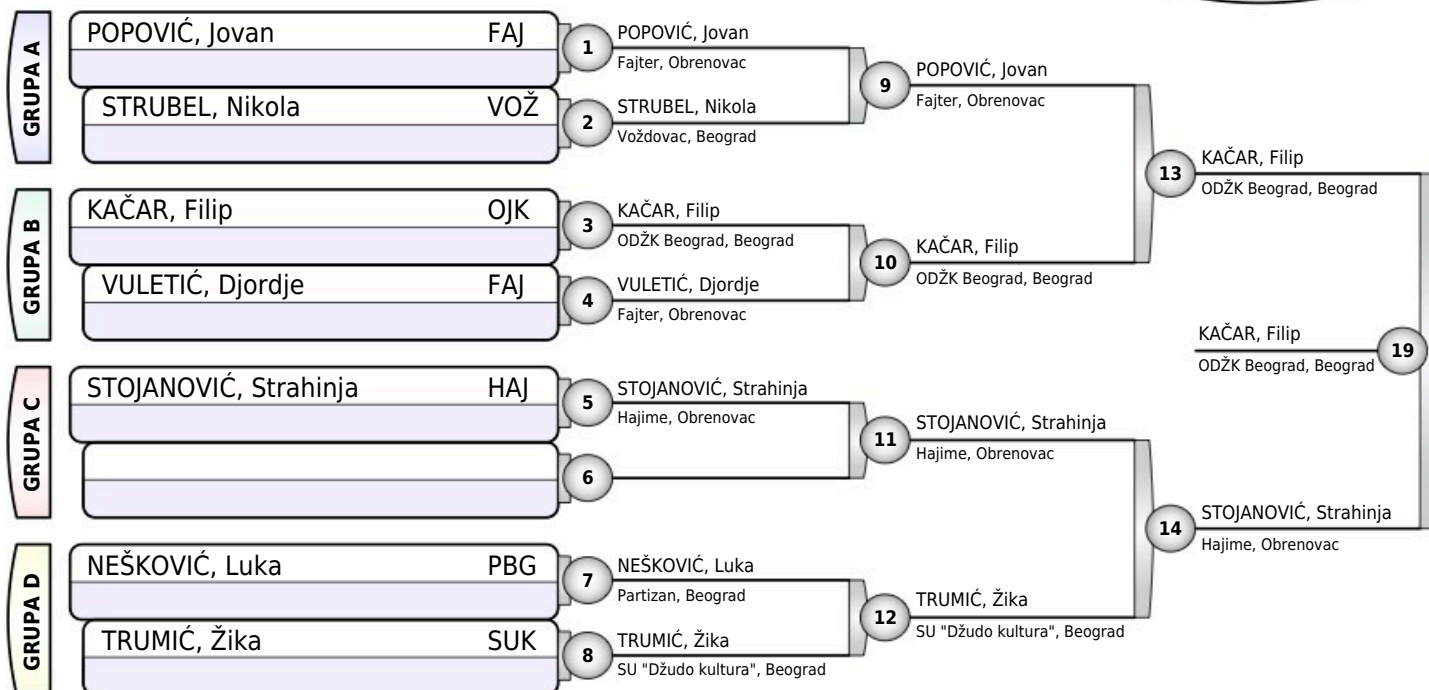 GRUPA A
POPOVIĆ, Jovan FAJ
STRUBEL, Nikola VOŽ
1
POPOVIĆ, Jovan
Fajter, Obrenovac
2
STRUBEL, Nikola
Voždovac, Beograd
9
POPOVIĆ, Jovan
Fajter, Obrenovac
GRUPA B
KAČAR, Filip OJK
VULETIĆ, Djordje FAJ
3
KAČAR, Filip
ODŽK Beograd, Beograd
4
VULETIĆ, Djordje
Fajter, Obrenovac
10
KAČAR, Filip
ODŽK Beograd, Beograd
13
KAČAR, Filip
ODŽK Beograd, Beograd
GRUPA C
STOJANOVIĆ, Strahinja HAJ
5
STOJANOVIĆ, Strahinja
Hajime, Obrenovac
6
11
STOJANOVIĆ, Strahinja
Hajime, Obrenovac
GRUPA D
NEŠKOVIĆ, Luka PBG
TRUMIĆ, Žika SUK
7
NEŠKOVIĆ, Luka
Partizan, Beograd
8
TRUMIĆ, Žika
SU "Džudo kultura", Beograd
12
TRUMIĆ, Žika
SU "Džudo kultura", Beograd
14
STOJANOVIĆ, Strahinja
Hajime, Obrenovac
KAČAR, Filip
ODŽK Beograd, Beograd
19